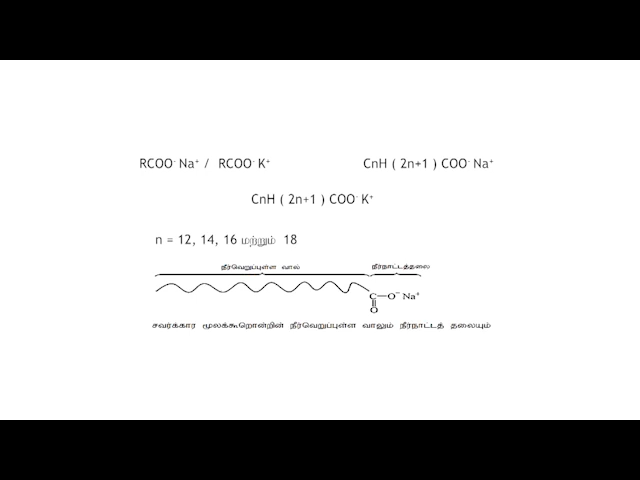 RCOO⁻ Na⁺ / RCOO⁻ K⁺ CnH ( 2n+1 ) COO⁻ Na⁺
CnH ( 2n+1 ) COO⁻ K⁺
n = 12, 14, 16 மற்றும் 18
நீர்வெறுப்புள்ள வால் நீர்நாட்டத்தலை
C—O⁻ Na⁺
O
சவர்க்கார மூலக்கூறொன்றின் நீர்வெறுப்புள்ள வாலும் நீர்நாட்டத் தலையும்